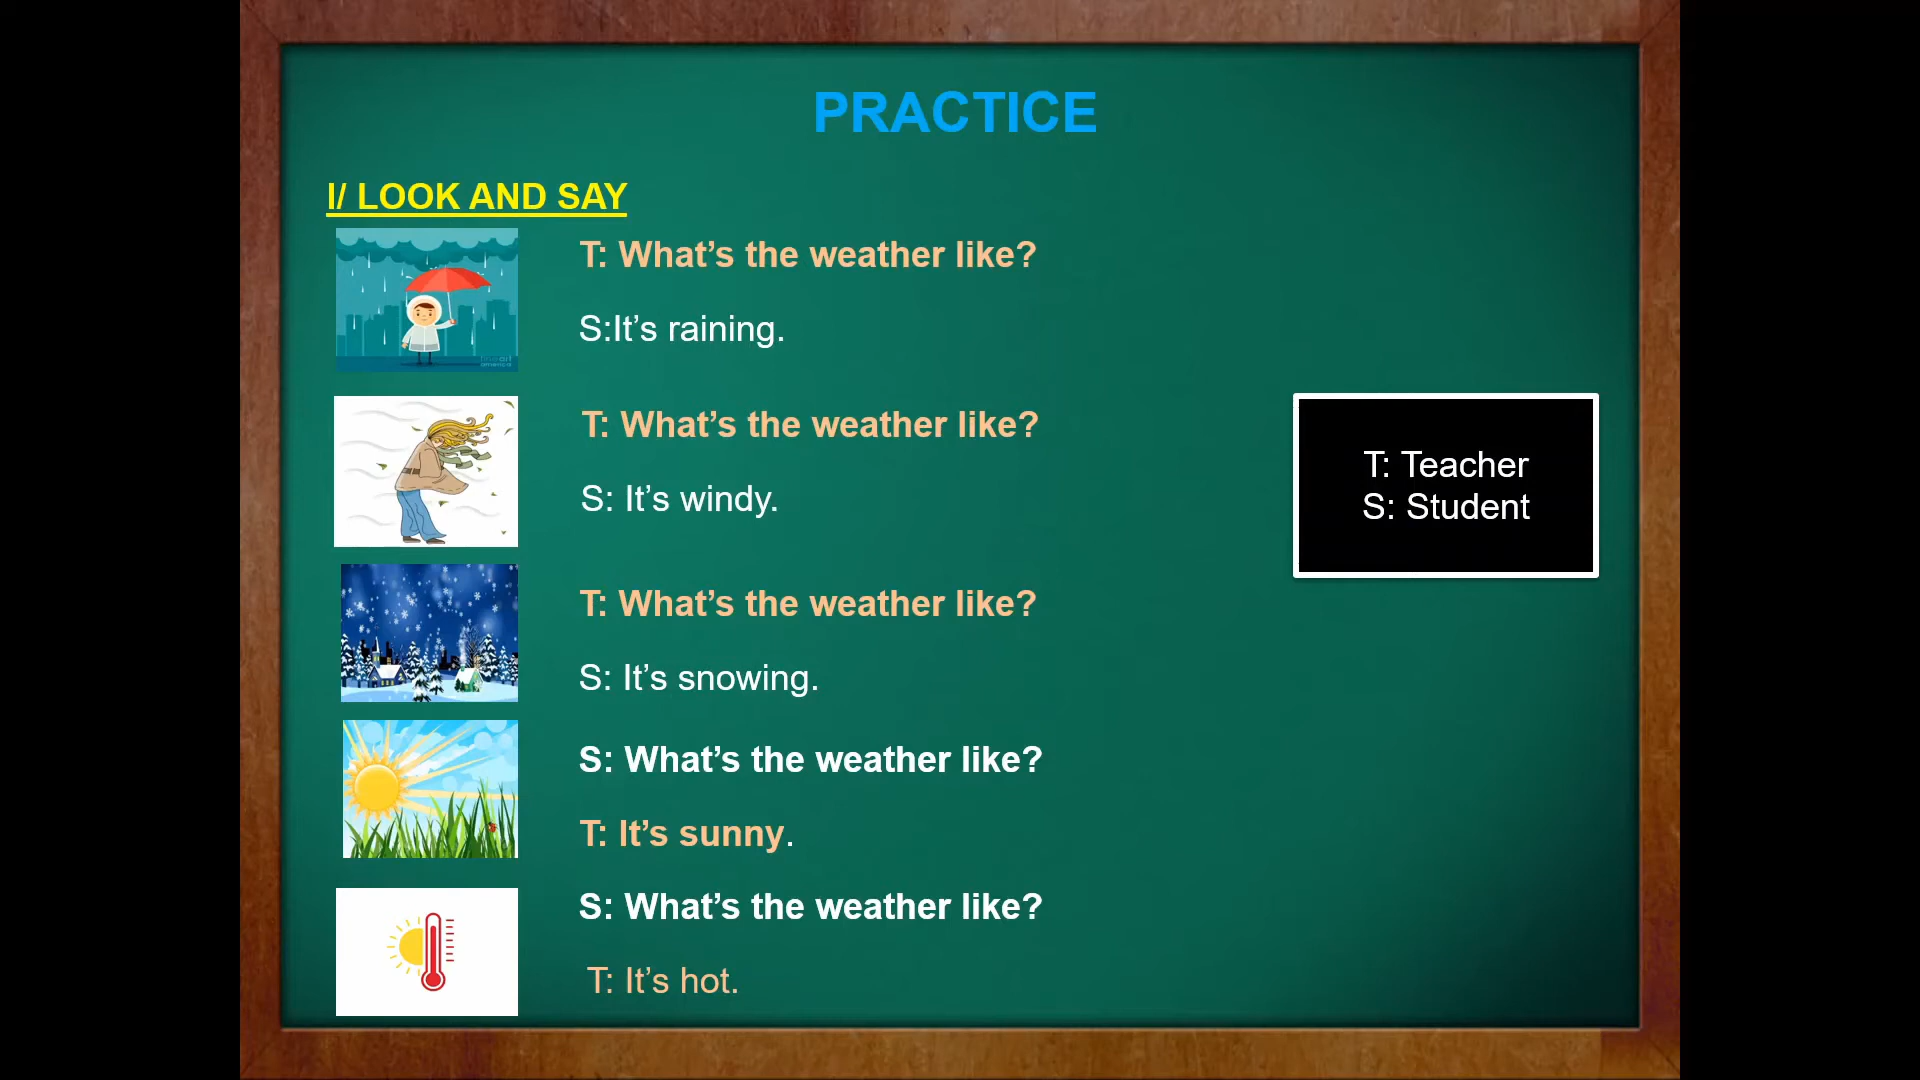 PRACTICE
I/ LOOK AND SAY
T: What’s the weather like?
S:It’s raining.
T: What’s the weather like?
S: It’s windy.
T: Teacher
S: Student
T: What’s the weather like?
S: It’s snowing.
S: What’s the weather like?
T: It’s sunny.
S: What’s the weather like?
T: It’s hot.